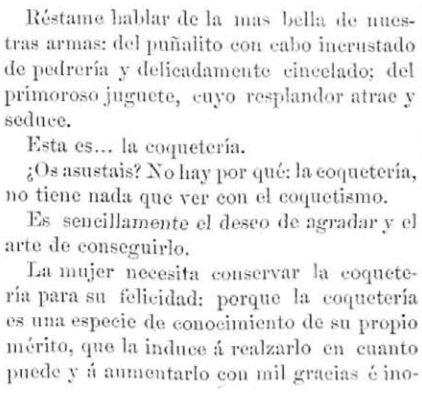 Réstame hablar de la mas bella de nues-
tras armas: del puñalito con cabo incrustado
de pedrería y delicadamente cincelado; del
primoroso juguete, cuyo resplandor atrae y
seduce.
Esta es... la coquetería.
¿Os asustais? No hay por qué: la coquetería,
no tiene nada que ver con el coquetismo.
Es sencillamente el deseo de agradar y el
arte de conseguirlo.
La mujer necesita conservar la coquete-
ría para su felicidad: porque la coquetería
es una especie de conocimiento de su propio
mérito, que la induce á realzarlo en cuanto
puede y á aumentarlo con mil gracias é ino-